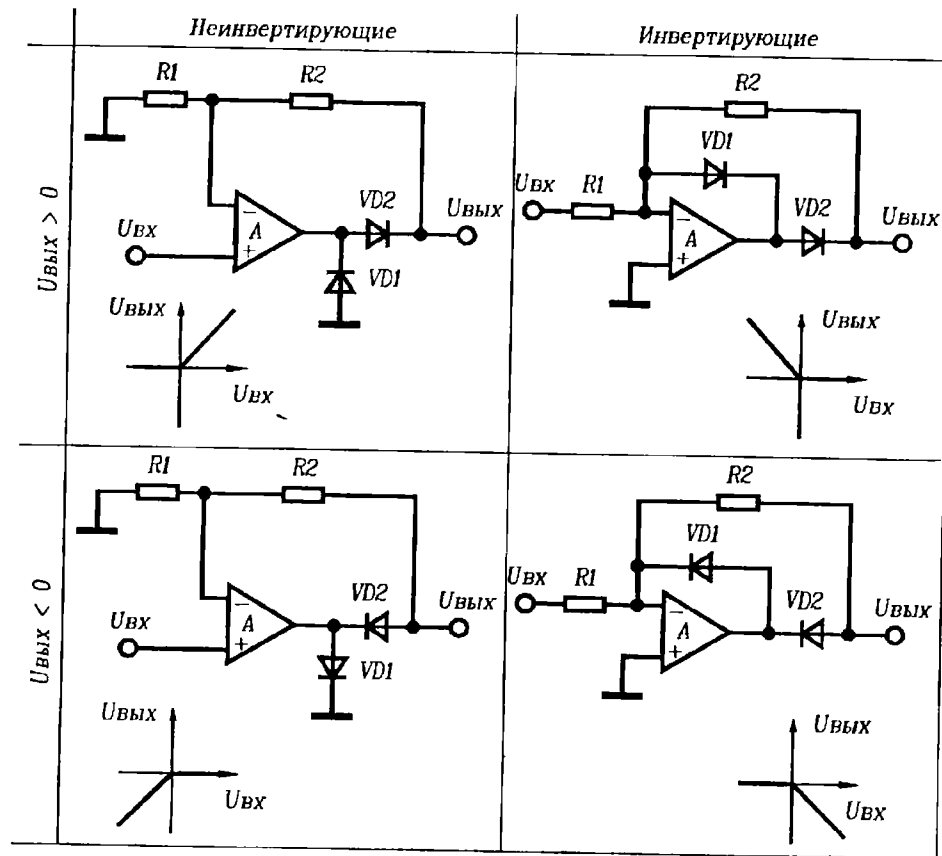 Неинвертирующие
Инвертирующие
Uвых > 0
R1
R2
VD2
Uвых
Uвх
A
VD1
Uвых
Uвх
R2
VD1
Uвх
R1
VD2
Uвых
A
Uвых
Uвх
Uвых < 0
R1
R2
VD2
Uвых
Uвх
A
VD1
Uвых
Uвх
R2
VD1
Uвх
R1
VD2
Uвых
A
Uвых
Uвх